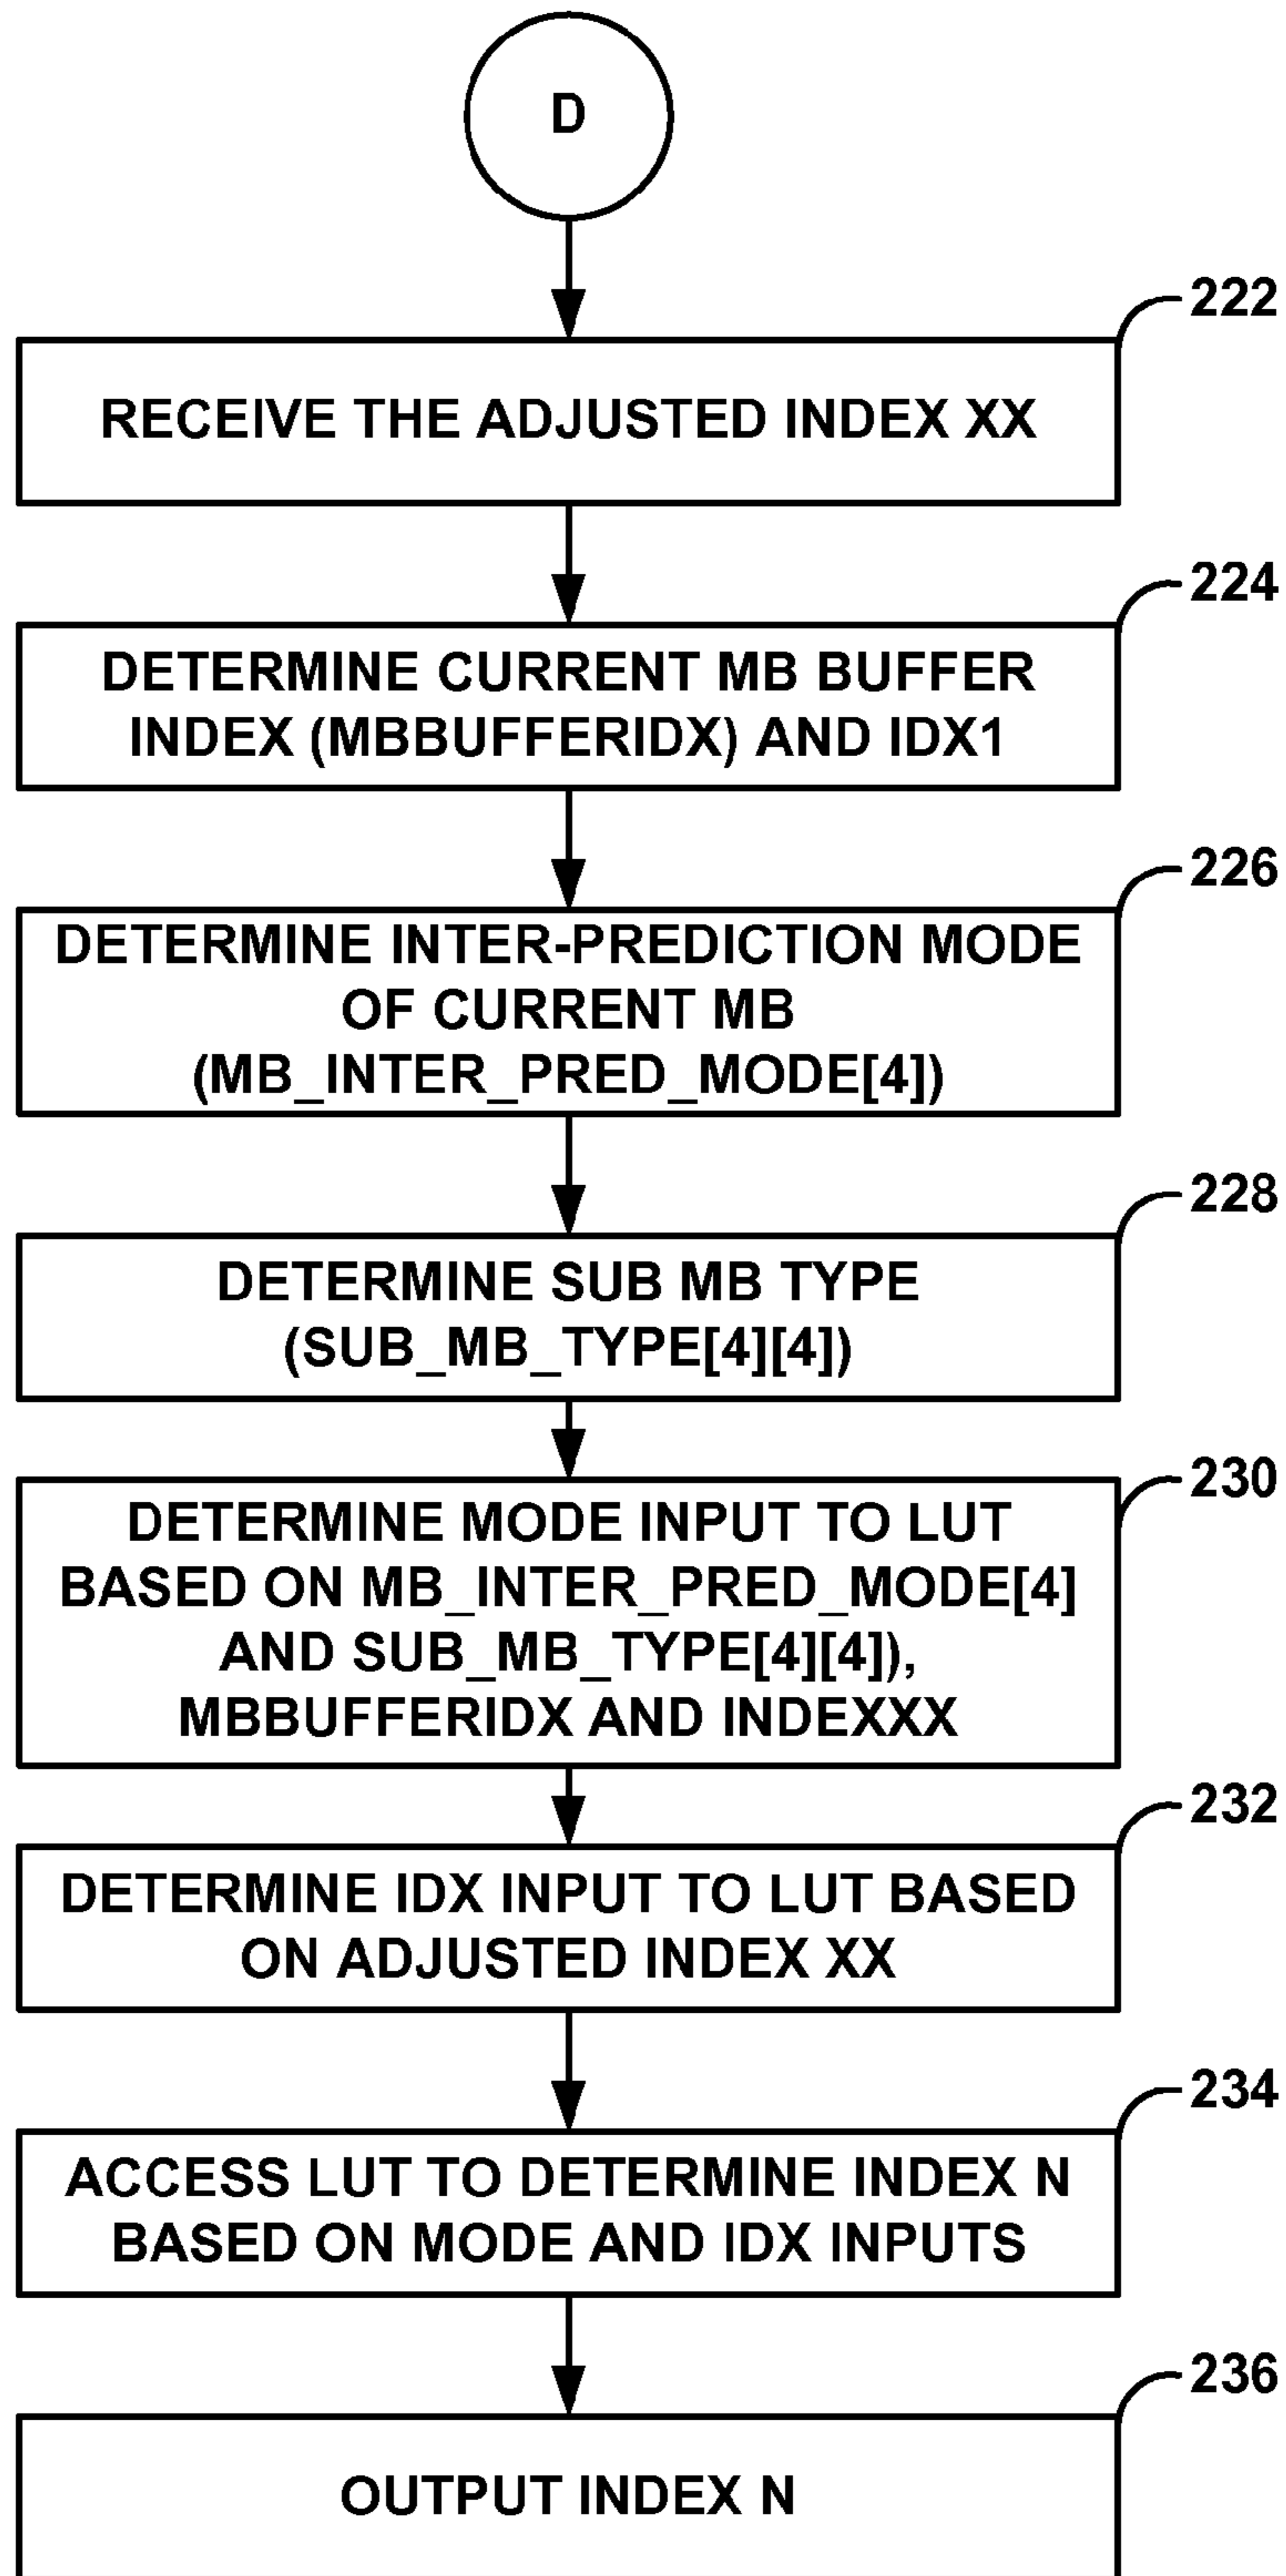 D
222
RECEIVE THE ADJUSTED INDEX XX
224
DETERMINE CURRENT MB BUFFER
INDEX (MBBUFFERIDX) AND IDX1
226
DETERMINE INTER-PREDICTION MODE
OF CURRENT MB
(MB_INTER_PRED_MODE[4])
228
DETERMINE SUB MB TYPE
(SUB_MB_TYPE[4][4])
230
DETERMINE MODE INPUT TO LUT
BASED ON MB_INTER_PRED_MODE[4]
AND SUB_MB_TYPE[4][4]),
MBBUFFERIDX AND INDEXXX
232
DETERMINE IDX INPUT TO LUT BASED
ON ADJUSTED INDEX XX
234
ACCESS LUT TO DETERMINE INDEX N
BASED ON MODE AND IDX INPUTS
236
OUTPUT INDEX N